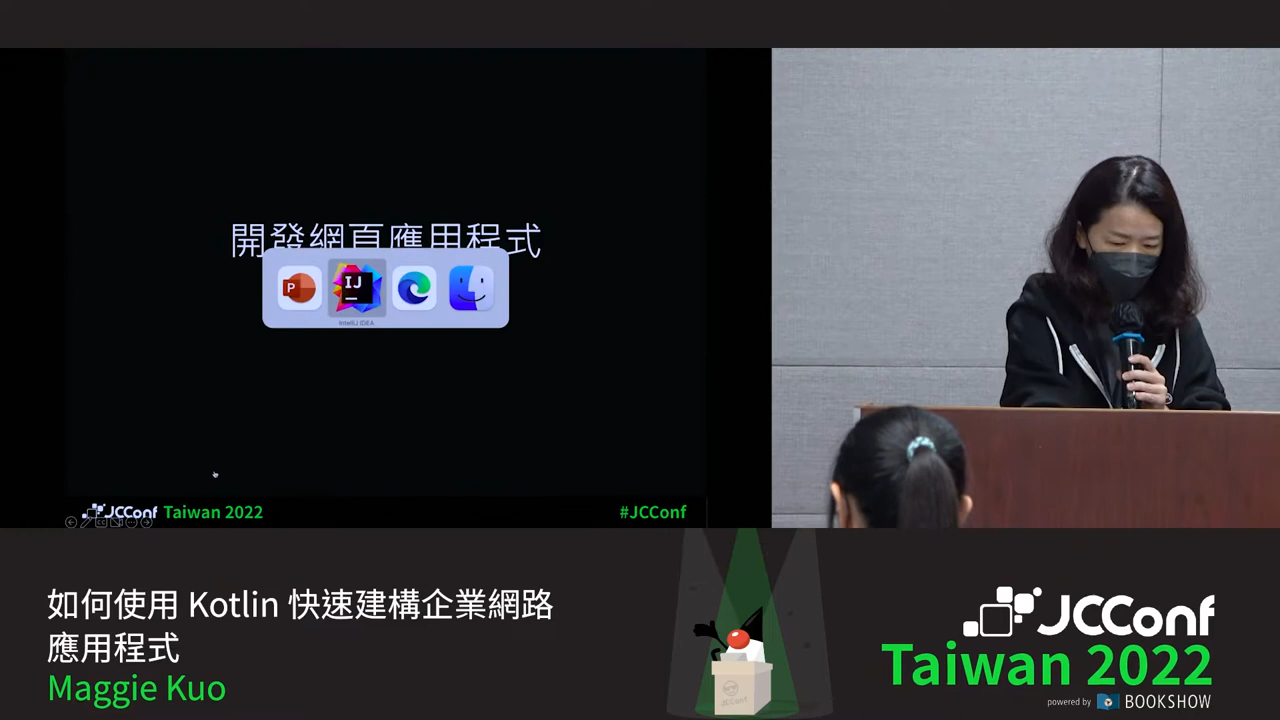 開發網頁應用程式
P
IJ
IntelliJ IDEA
JCConf Taiwan 2022
#JCConf
如何使用 Kotlin 快速建構企業網路
應用程式
Maggie Kuo
JCConf
JCConf
Taiwan 2022
powered by BOOKSHOW